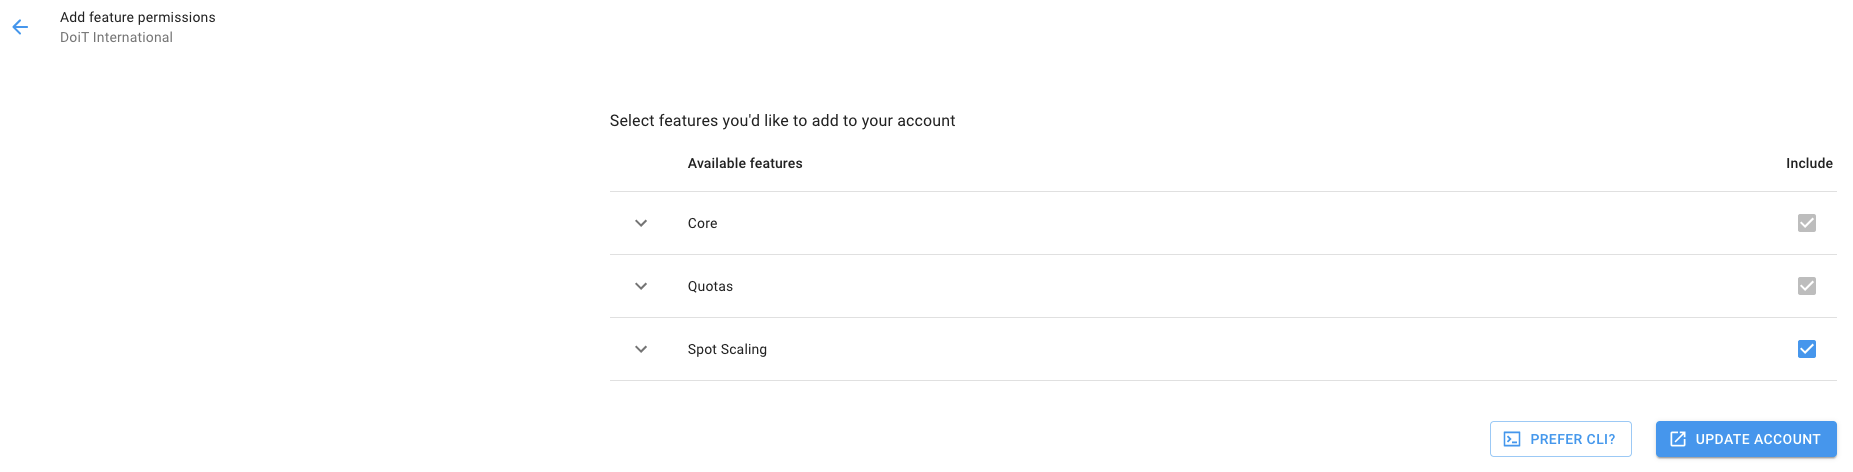 Add feature permissions
DoiT International
Select features you'd like to add to your account
Available features Include
Core
Quotas
Spot Scaling
PREFER CLI? UPDATE ACCOUNT